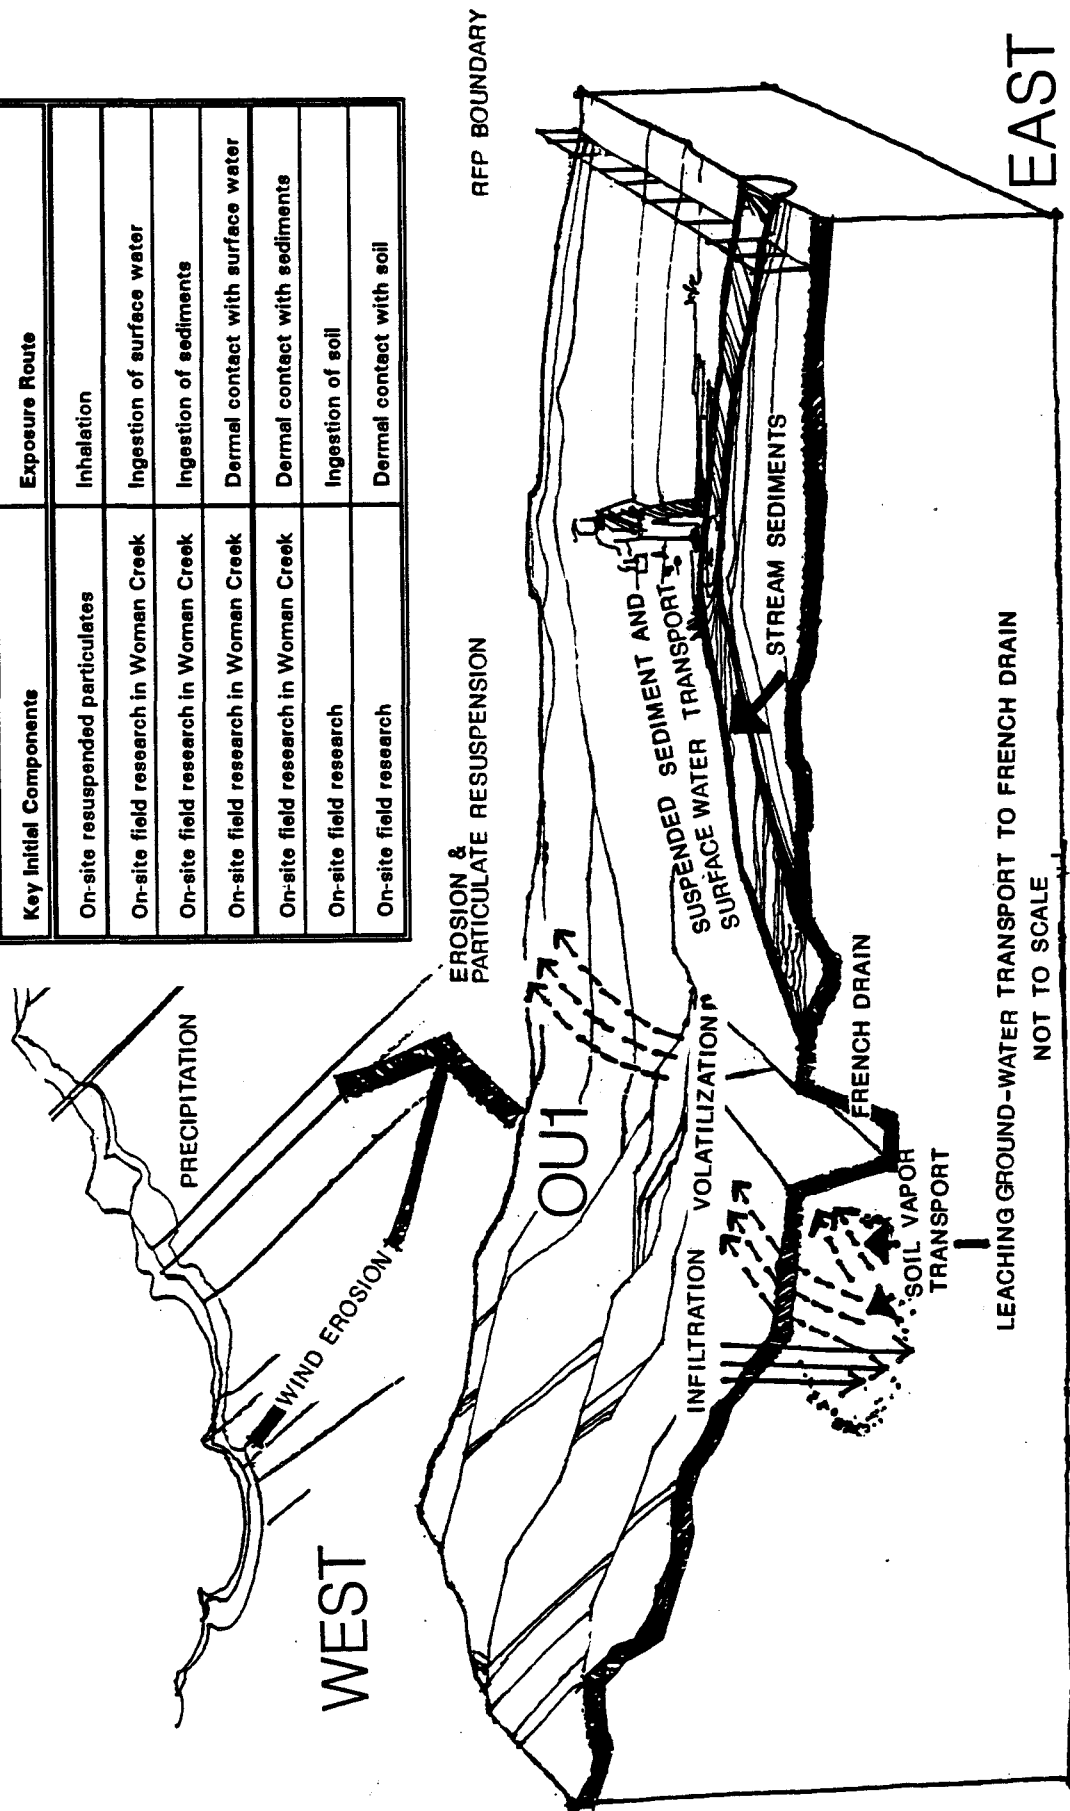 Key Initial Components Exposure Route
On-site resuspended particulates Inhalation
On-site field research in Woman Creek Ingestion of surface water
On-site field research in Woman Creek Ingestion of sediments
On-site field research in Woman Creek Dermal contact with surface water
On-site field research in Woman Creek Dermal contact with sediments
On-site field research Ingestion of soil
On-site field research Dermal contact with soil
PRECIPITATION
WIND EROSION
WEST
EROSION &
PARTICULATE RESUSPENSION
RFP BOUNDARY
OU1
SUSPENDED SEDIMENT AND
SURFACE WATER TRANSPORT
INFILTRATION
VOLATILIZATION
STREAM SEDIMENTS
FRENCH DRAIN
SOIL VAPOR
TRANSPORT
LEACHING GROUND-WATER TRANSPORT TO FRENCH DRAIN
NOT TO SCALE
EAST